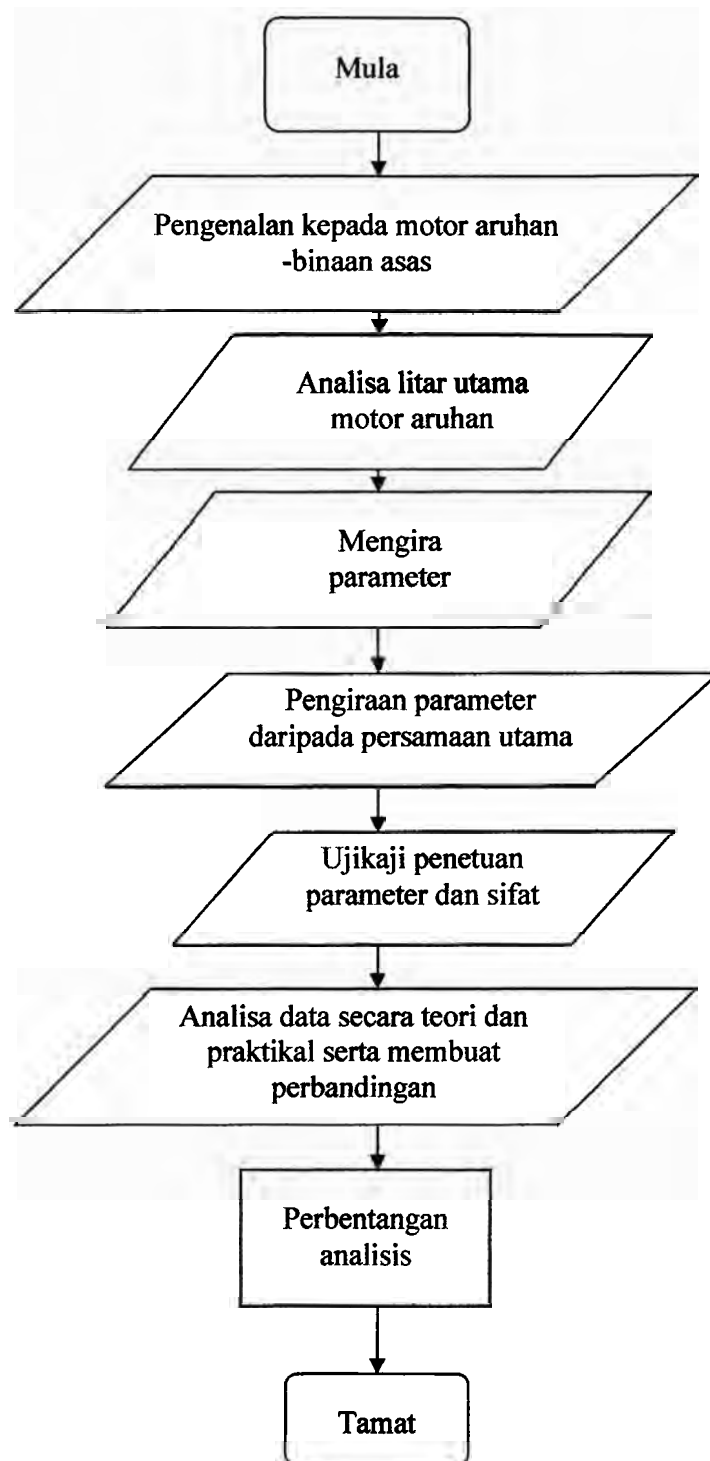 Mula
Pengenalan kepada motor aruhan
-binaan asas
Analisa litar utama
motor aruhan
Mengira
parameter
Pengiraan parameter
daripada persamaan utama
Ujikaji penetuan
parameter dan sifat
Analisa data secara teori dan
praktikal serta membuat
perbandingan
Perbentangan
analisis
Tamat